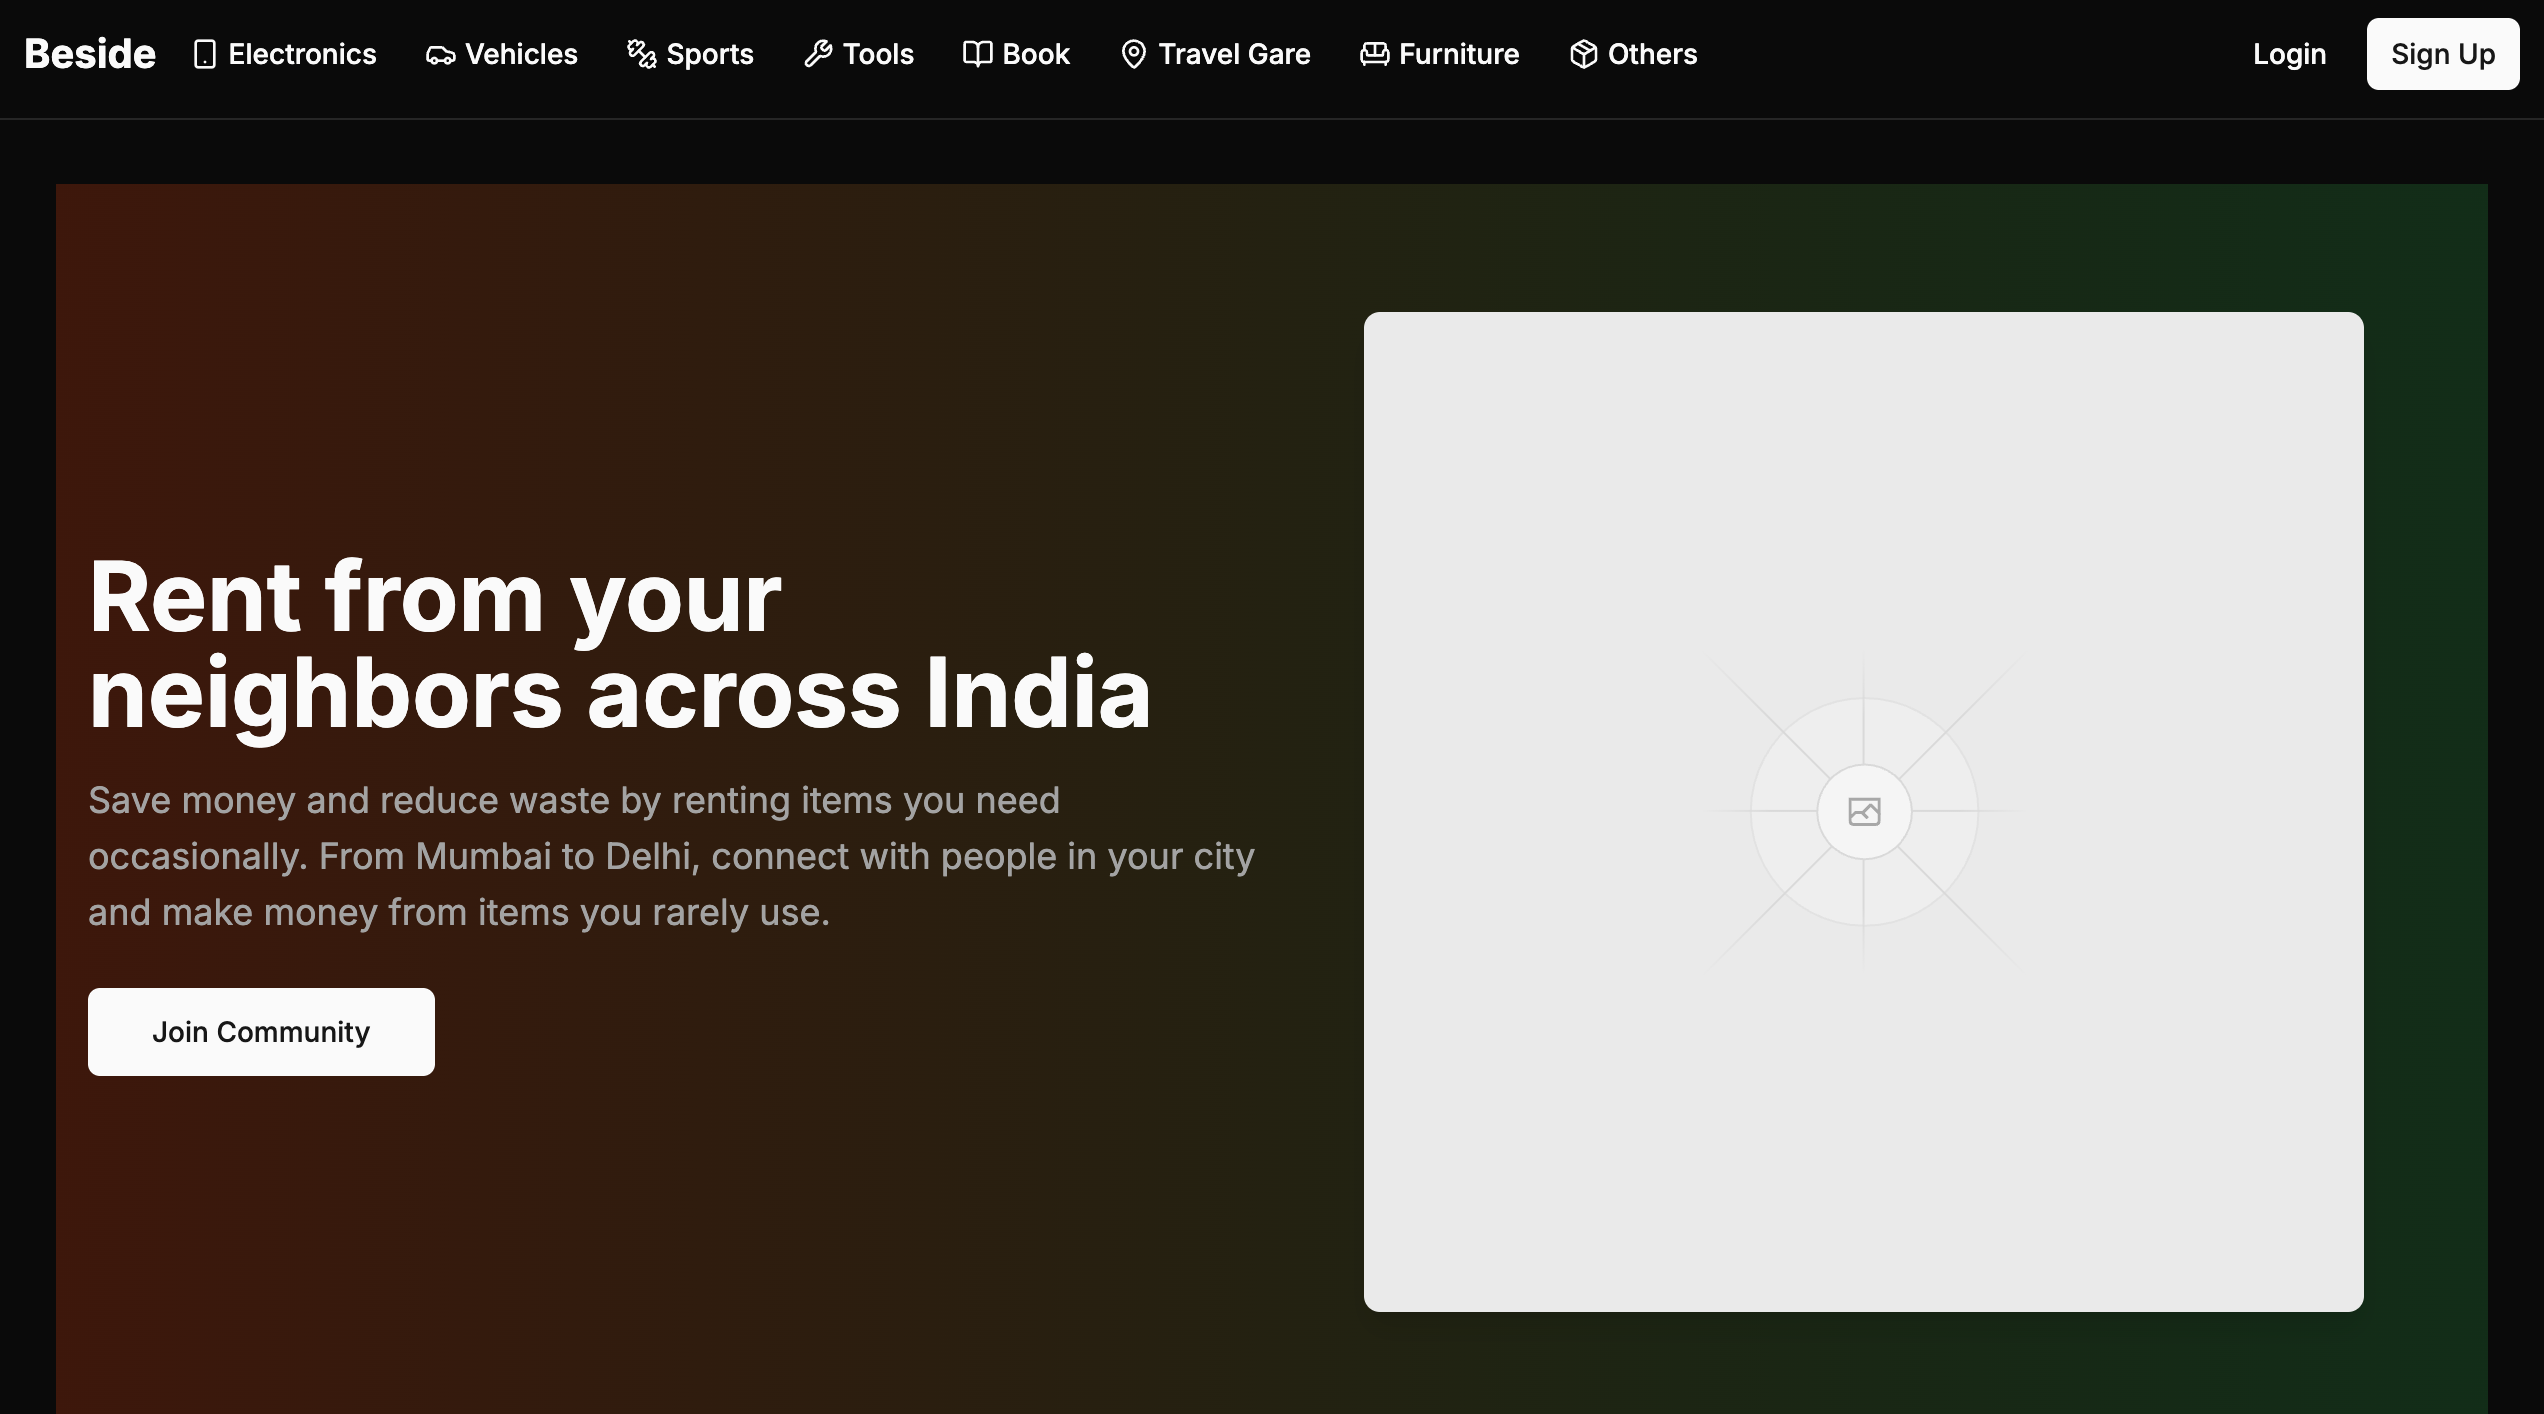 Beside
Electronics
Vehicles
Sports
Tools
Book
Travel Gare
Furniture
Others
Login
Sign Up
Rent from your
neighbors across India
Save money and reduce waste by renting items you need
occasionally. From Mumbai to Delhi, connect with people in your city
and make money from items you rarely use.
Join Community